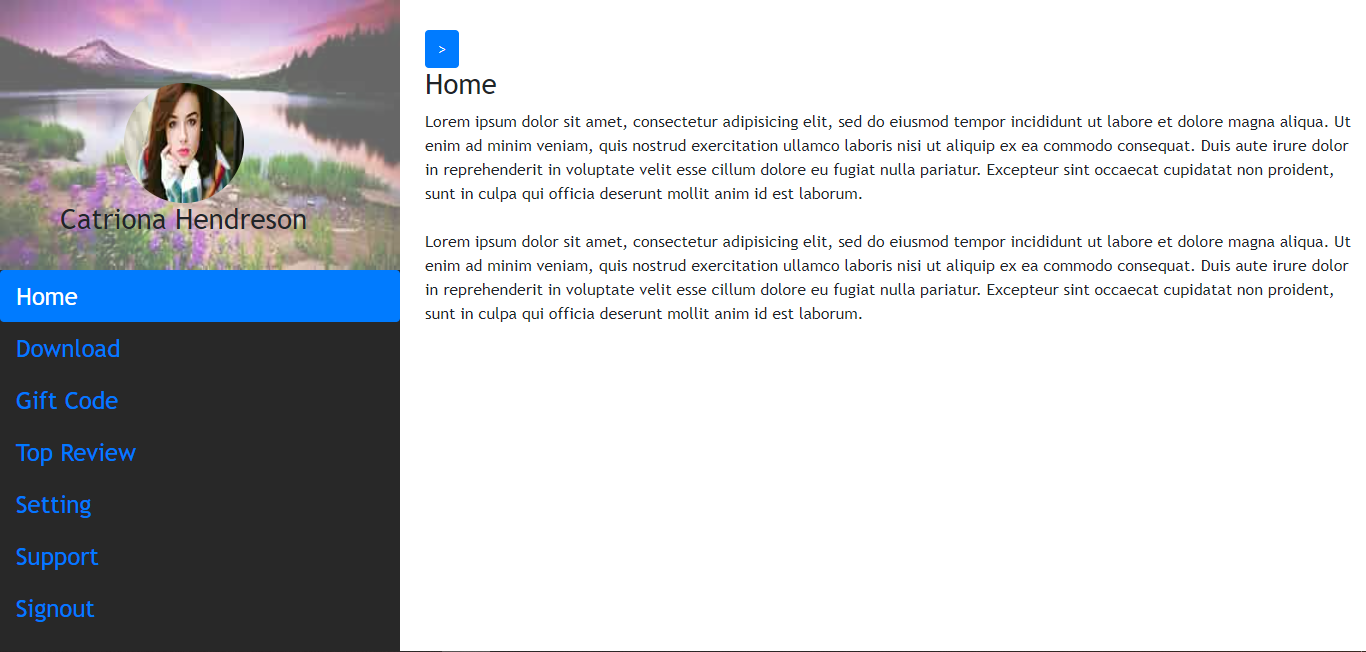 Catriona Hendreson
Home
Download
Gift Code
Top Review
Setting
Support
Signout
>
Home
Lorem ipsum dolor sit amet, consectetur adipisicing elit, sed do eiusmod tempor incididunt ut labore et dolore magna aliqua. Ut
enim ad minim veniam, quis nostrud exercitation ullamco laboris nisi ut aliquip ex ea commodo consequat. Duis aute irure dolor
in reprehenderit in voluptate velit esse cillum dolore eu fugiat nulla pariatur. Excepteur sint occaecat cupidatat non proident,
sunt in culpa qui officia deserunt mollit anim id est laborum.
Lorem ipsum dolor sit amet, consectetur adipisicing elit, sed do eiusmod tempor incididunt ut labore et dolore magna aliqua. Ut
enim ad minim veniam, quis nostrud exercitation ullamco laboris nisi ut aliquip ex ea commodo consequat. Duis aute irure dolor
in reprehenderit in voluptate velit esse cillum dolore eu fugiat nulla pariatur. Excepteur sint occaecat cupidatat non proident,
sunt in culpa qui officia deserunt mollit anim id est laborum.